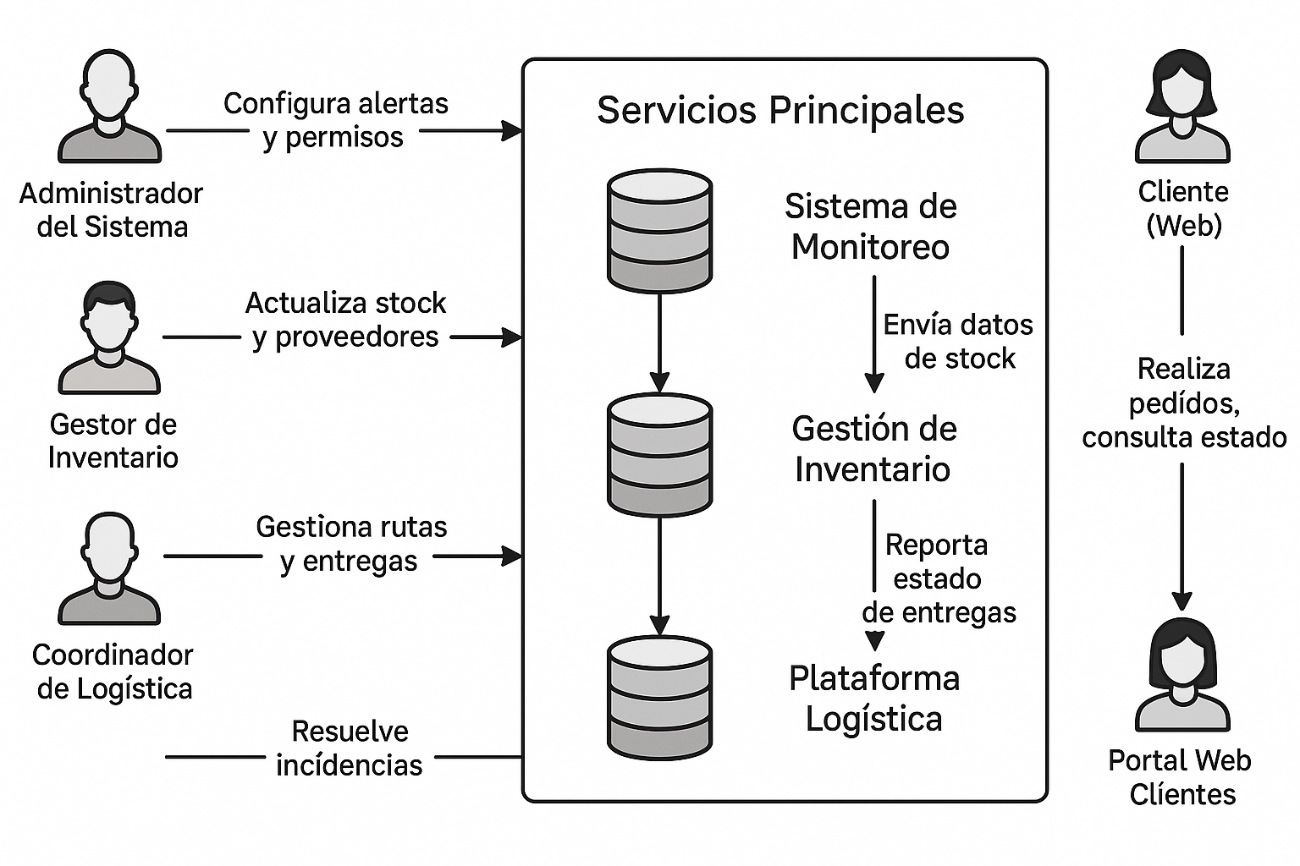 Configura alertas
y permisos
Administrador
del Sistema
Actualiza stock
y proveedores
Gestor de
Inventario
Gestiona rutas
y entregas
Coordinador
de Logística
Resuelve
incídencias
Servicios Principales
Sistema de
Monitoreo
Envía datos
de stock
Gestión de
Inventario
Reporta
estado
de entregas
Plataforma
Logística
Cliente
(Web)
Realiza
pedídos,
consulta estado
Portal Web
Clíentes